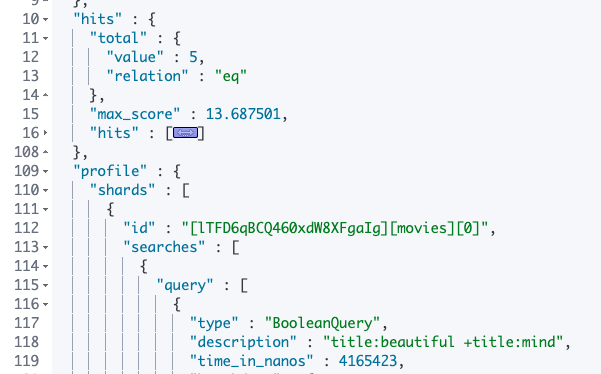 9 },
10 "hits" : {
11 "total" : {
12 "value" : 5,
13 "relation" : "eq"
14 },
15 "max_score" : 13.687501,
16 "hits" : [↔]
108 },
109 "profile" : {
110 "shards" : [
111 {
112 "id" : "[lTFD6qBCQ460xdW8XFgaIg][movies][0]",
113 "searches" : [
114 {
115 "query" : [
116 {
117 "type" : "BooleanQuery",
118 "description" : "title:beautiful +title:mind",
119 "time_in_nanos" : 4165423,